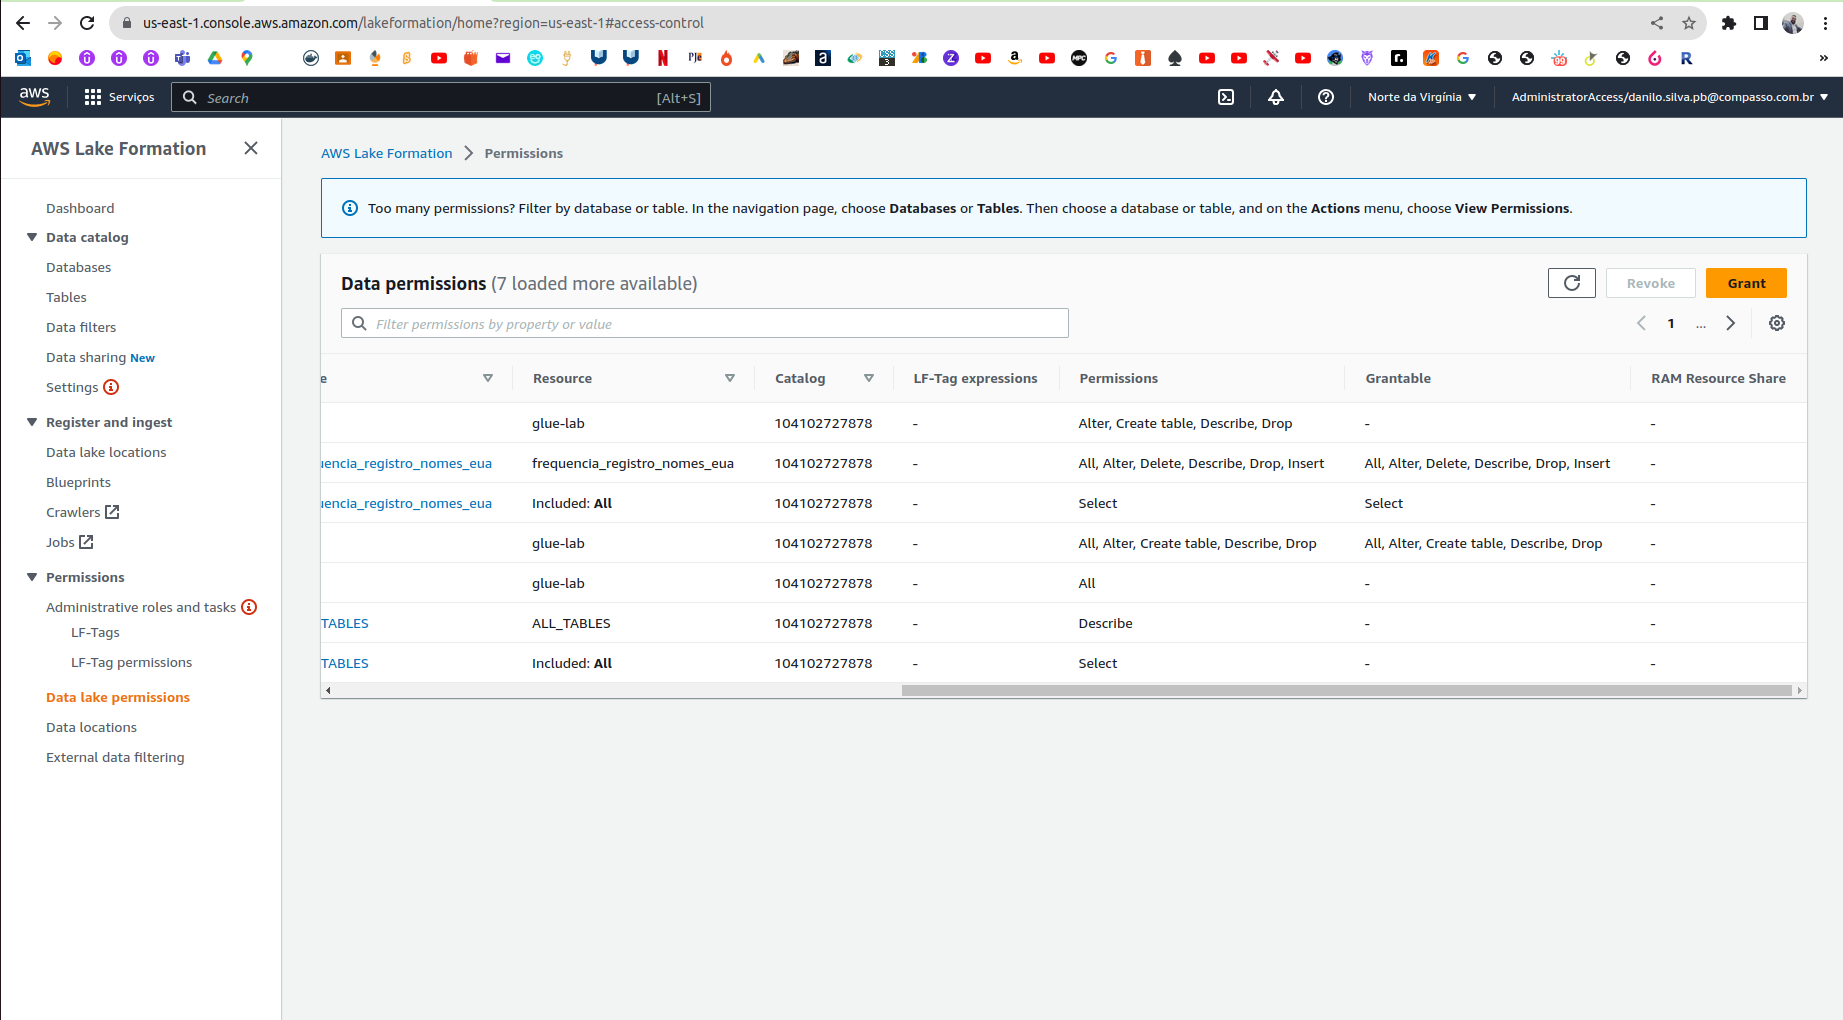 us-east-1.console.aws.amazon.com/lakeformation/home?region=us-east-1#access-control
aws
Serviços
Search
[Alt+S]
Norte da Virgínia
AdministratorAccess/danilo.silva.pb@compasso.com.br
AWS Lake Formation
Dashboard
Data catalog
Databases
Tables
Data filters
Data sharing New
Settings
Register and ingest
Data lake locations
Blueprints
Crawlers
Jobs
Permissions
Administrative roles and tasks
LF-Tags
LF-Tag permissions
Data lake permissions
Data locations
External data filtering
AWS Lake Formation > Permissions
Too many permissions? Filter by database or table. In the navigation page, choose Databases or Tables. Then choose a database or table, and on the Actions menu, choose View Permissions.
Data permissions (7 loaded more available)
Revoke
Grant
Filter permissions by property or value
1 ...
e Resource Catalog LF-Tag expressions Permissions Grantable RAM Resource Share
glue-lab 104102727878 - Alter, Create table, Describe, Drop - -
uencia_registro_nomes_eua frequencia_registro_nomes_eua 104102727878 - All, Alter, Delete, Describe, Drop, Insert All, Alter, Delete, Describe, Drop, Insert -
uencia_registro_nomes_eua Included: All 104102727878 - Select Select -
glue-lab 104102727878 - All, Alter, Create table, Describe, Drop All, Alter, Create table, Describe, Drop -
glue-lab 104102727878 - All - -
TABLES ALL_TABLES 104102727878 - Describe - -
TABLES Included: All 104102727878 - Select - -